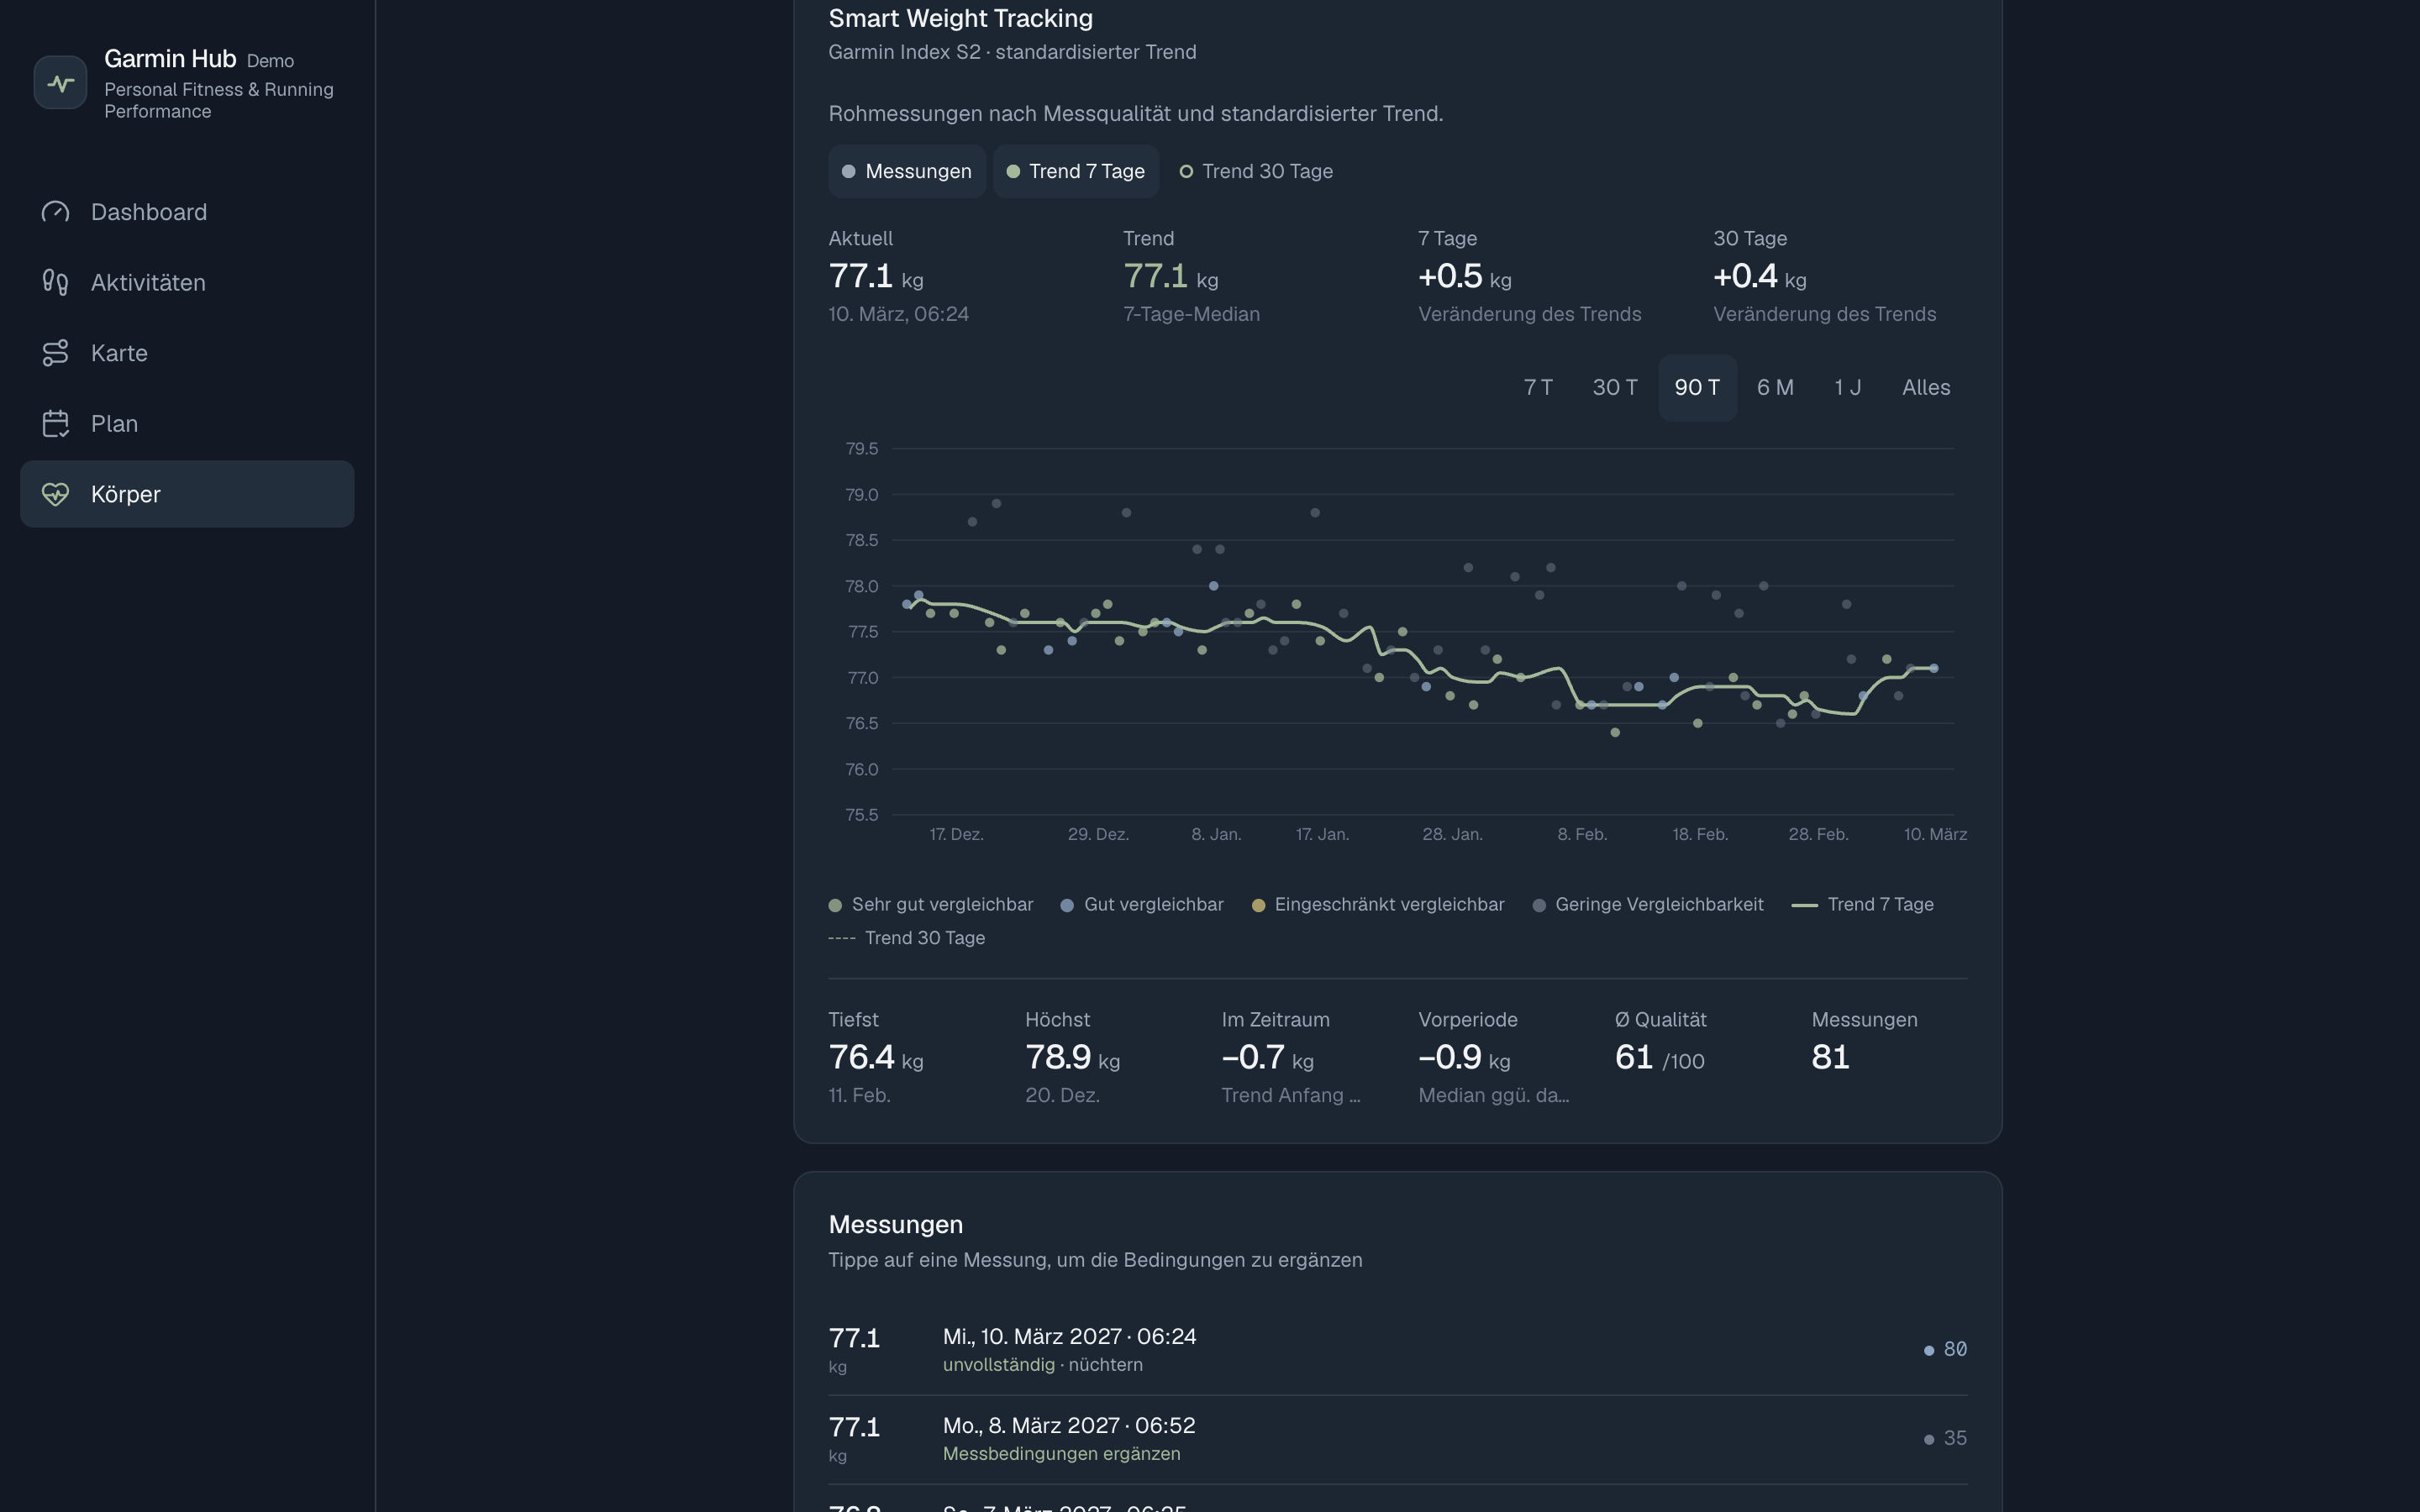 Garmin Hub Demo
Personal Fitness & Running
Performance
Dashboard
Aktivitäten
Karte
Plan
Körper
Smart Weight Tracking
Garmin Index S2 · standardisierter Trend
Rohmessungen nach Messqualität und standardisierter Trend.
Messungen Trend 7 Tage Trend 30 Tage
Aktuell Trend 7 Tage 30 Tage
77.1 kg 77.1 kg +0.5 kg +0.4 kg
10. März, 06:24 7-Tage-Median Veränderung des Trends Veränderung des Trends
7 T 30 T 90 T 6 M 1 J Alles
79.5
79.0
78.5
78.0
77.5
77.0
76.5
76.0
75.5
17. Dez. 29. Dez. 8. Jan. 17. Jan. 28. Jan. 8. Feb. 18. Feb. 28. Feb. 10. März
Sehr gut vergleichbar Gut vergleichbar Eingeschränkt vergleichbar Geringe Vergleichbarkeit Trend 7 Tage
Trend 30 Tage
Tiefst Höchst Im Zeitraum Vorperiode Ø Qualität Messungen
76.4 kg 78.9 kg −0.7 kg −0.9 kg 61 /100 81
11. Feb. 20. Dez. Trend Anfang ... Median ggü. da...
Messungen
Tippe auf eine Messung, um die Bedingungen zu ergänzen
77.1 Mi., 10. März 2027 · 06:24
kg unvollständig · nüchtern 80
77.1 Mo., 8. März 2027 · 06:52
kg Messbedingungen ergänzen 35